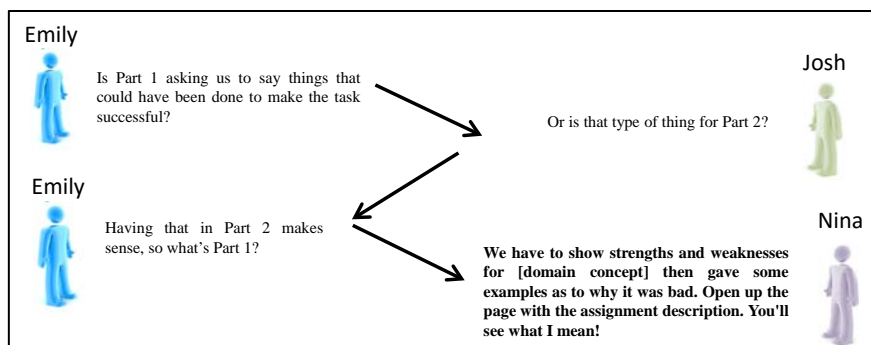 Emily
Is Part 1 asking us to say things that
could have been done to make the task
successful?
Josh
Or is that type of thing for Part 2?
Emily
Having that in Part 2 makes
sense, so what's Part 1?
Nina
We have to show strengths and weaknesses
for [domain concept] then gave some
examples as to why it was bad. Open up the
page with the assignment description. You'll
see what I mean!